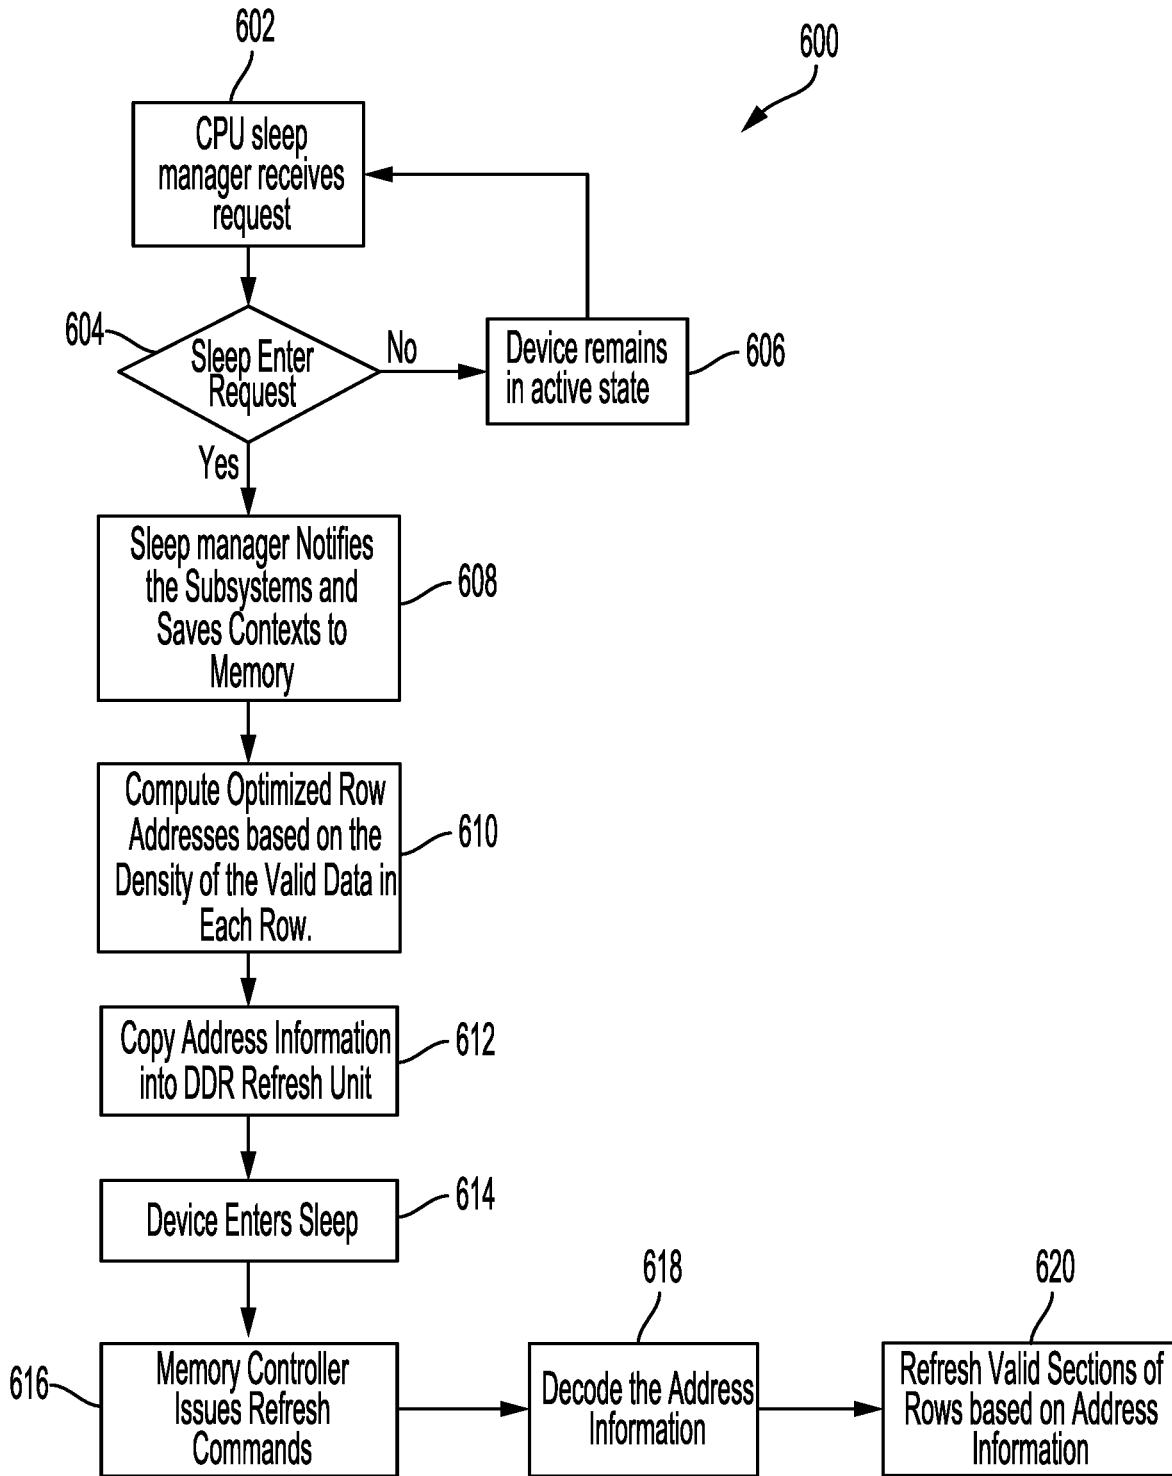 602
600
CPU sleep
manager receives
request
604
Sleep Enter
Request
No
Device remains
in active state
606
Yes
Sleep manager Notifies
the Subsystems and
Saves Contexts to
Memory
608
Compute Optimized Row
Addresses based on the
Density of the Valid Data in
Each Row.
610
Copy Address Information
into DDR Refresh Unit
612
Device Enters Sleep
614
616
Memory Controller
Issues Refresh
Commands
618
Decode the Address
Information
620
Refresh Valid Sections of
Rows based on Address
Information